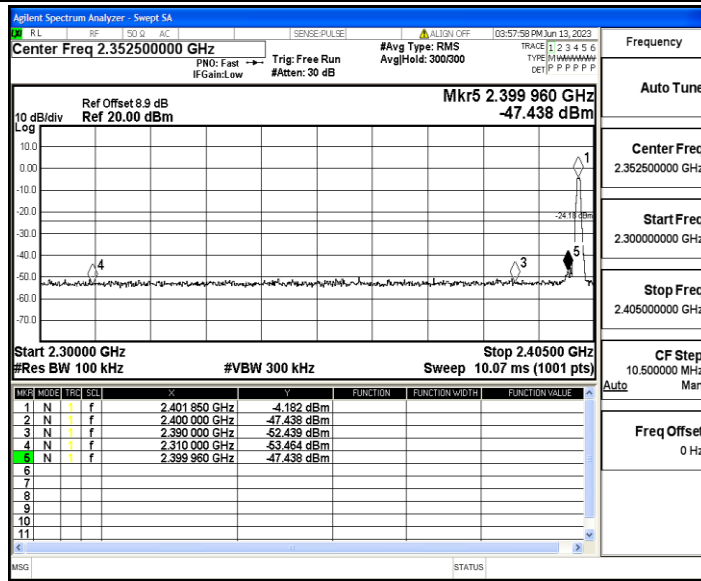 Agilent Spectrum Analyzer - Swept SA
RL RF 50 Ω AC SENSE:PULSE ALIGN OFF 03:57:58 PM Jun 13, 2023
Center Freq 2.352500000 GHz
PNO: Fast
IFGain:Low
Trig: Free Run
#Atten: 30 dB
#Avg Type: RMS
Avg|Hold: 300/300
TRACE 1 2 3 4 5 6
TYPE M W W W W W
DET P P P P P P
Mkr5 2.399 960 GHz
-47.438 dBm
Ref Offset 8.9 dB
10 dB/div Ref 20.00 dBm
Log
10.0
0.00
-10.0
-20.0
-30.0
-40.0
-50.0
-60.0
-70.0
1
-24.18 dBm
5
3
4
Start 2.30000 GHz Stop 2.40500 GHz
#Res BW 100 kHz #VBW 300 kHz Sweep 10.07 ms (1001 pts)
MKR MODE TRC SCL X Y FUNCTION FUNCTION WIDTH FUNCTION VALUE
1 N 1 f 2.401 850 GHz -4.182 dBm
2 N 1 f 2.400 000 GHz -47.438 dBm
3 N 1 f 2.390 000 GHz -52.439 dBm
4 N 1 f 2.310 000 GHz -53.464 dBm
5 N 1 f 2.399 960 GHz -47.438 dBm
6
7
8
9
10
11
MSG STATUS
Frequency
Auto Tune
Center Freq
2.352500000 GHz
Start Freq
2.300000000 GHz
Stop Freq
2.405000000 GHz
CF Step
10.500000 MHz
Auto Man
Freq Offset
0 Hz